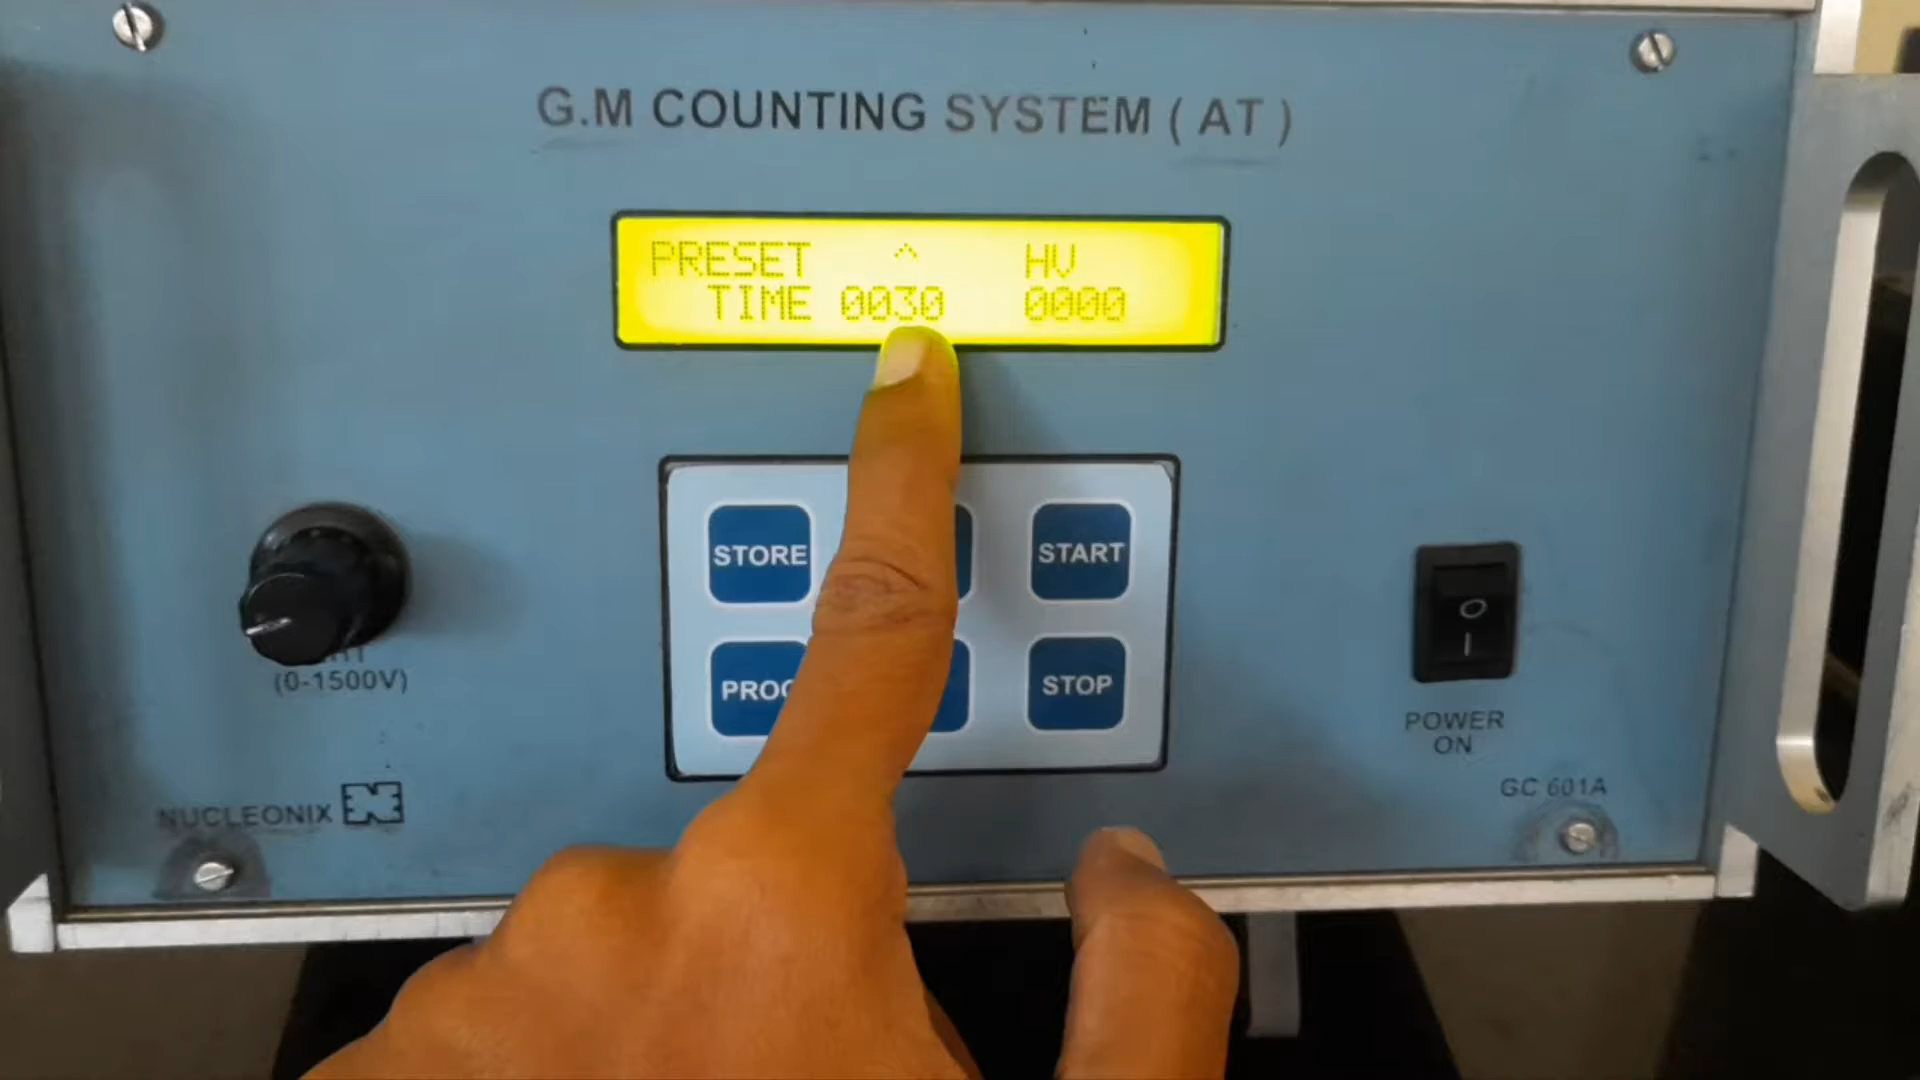 G.M COUNTING SYSTEM ( AT )
PRESET ^ HV
TIME 0030 0000
STORE
START
STOP
(0-1500V)
O
I
POWER
ON
NUCLEONIX
GC 601A